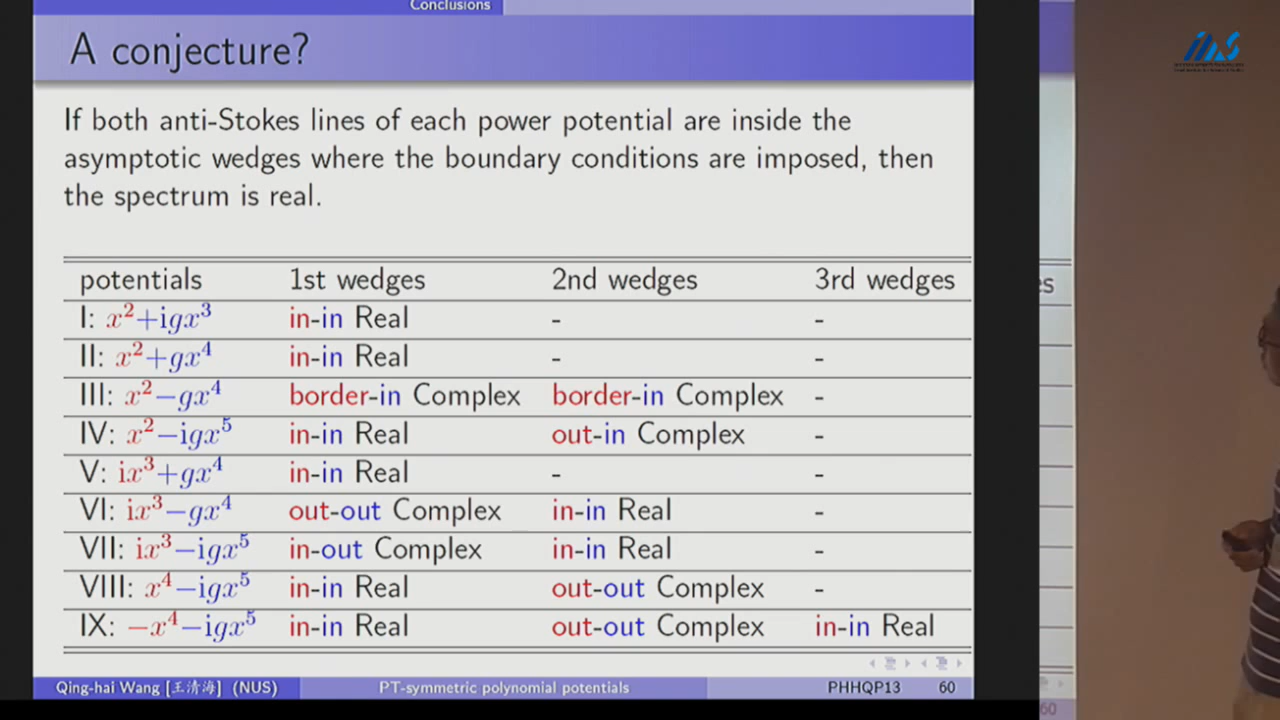 Conclusions
A conjecture?
If both anti-Stokes lines of each power potential are inside the
asymptotic wedges where the boundary conditions are imposed, then
the spectrum is real.
potentials 1st wedges 2nd wedges 3rd wedges
I: x²+igx³ in-in Real - -
II: x²+gx⁴ in-in Real - -
III: x²−gx⁴ border-in Complex border-in Complex -
IV: x²−igx⁵ in-in Real out-in Complex -
V: ix³+gx⁴ in-in Real - -
VI: ix³−gx⁴ out-out Complex in-in Real -
VII: ix³−igx⁵ in-out Complex in-in Real -
VIII: x⁴−igx⁵ in-in Real out-out Complex -
IX: −x⁴−igx⁵ in-in Real out-out Complex in-in Real
Qing-hai Wang [王清海] (NUS) PT-symmetric polynomial potentials PHHQP13 60
es
60